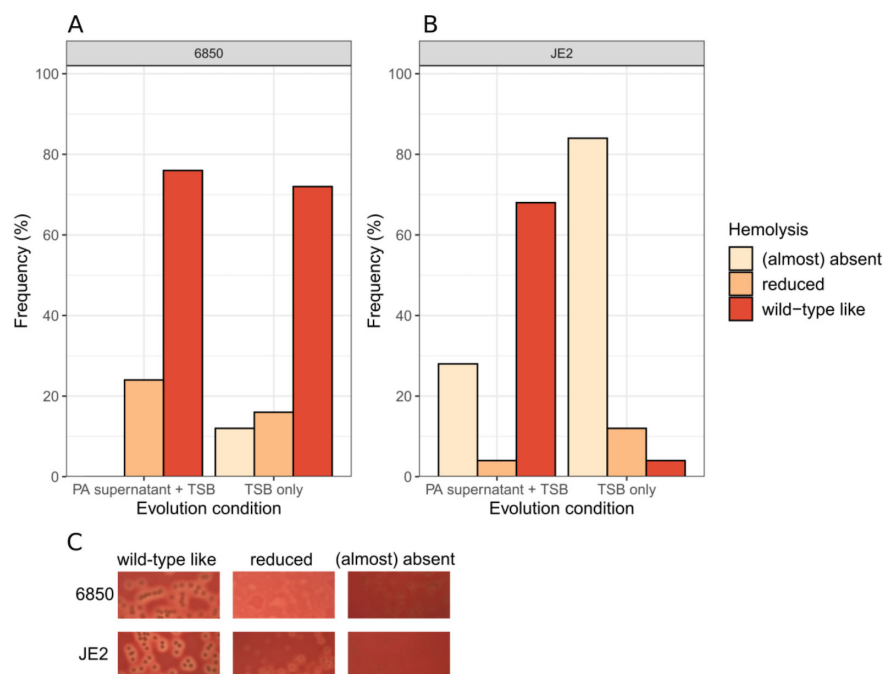 A
B
6850
JE2
100
80
60
40
20
0
Frequency (%)
PA supernatant + TSB
TSB only
Evolution condition
100
80
60
40
20
0
Frequency (%)
PA supernatant + TSB
TSB only
Evolution condition
Hemolysis
(almost) absent
reduced
wild−type like
C
wild-type like reduced (almost) absent
6850
JE2